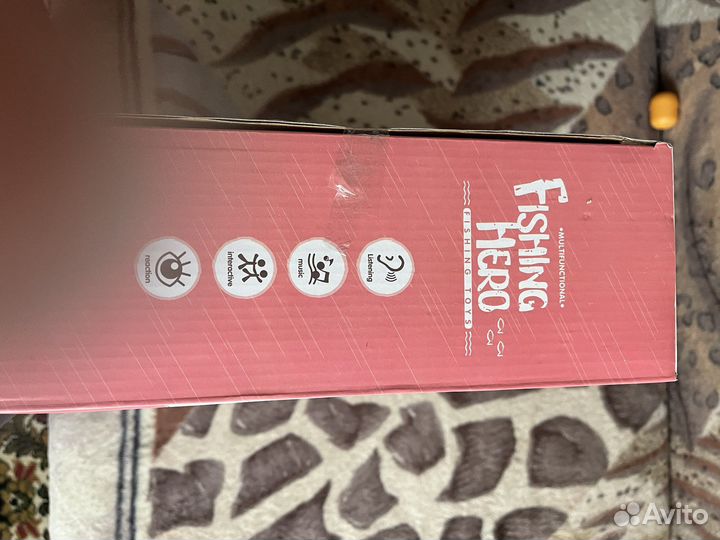 •MULTIFUNCTIONAL•
FISHING
HERO
FISHING TOYS
Listening
music
interactive
reaction
Avito